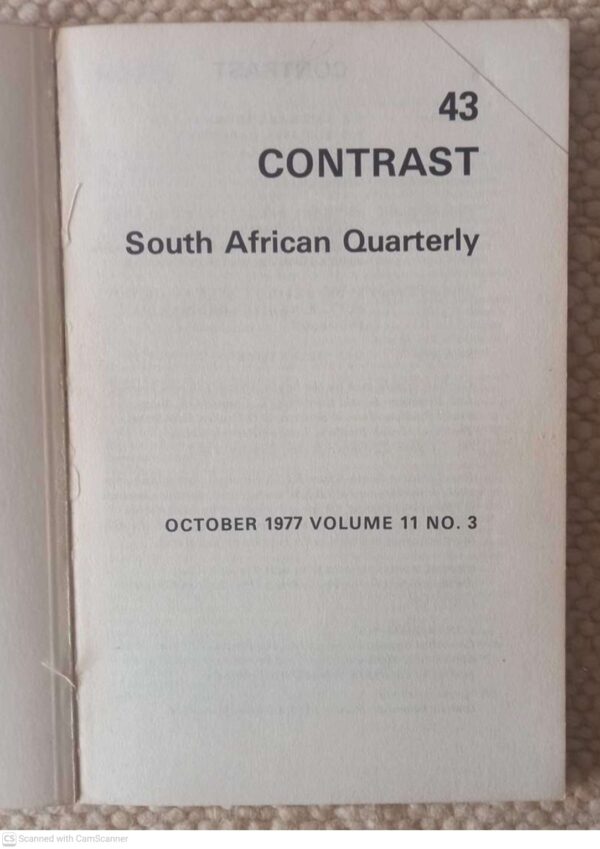 43
CONTRAST
South African Quarterly
OCTOBER 1977 VOLUME 11 NO. 3
CS Scanned with CamScanner